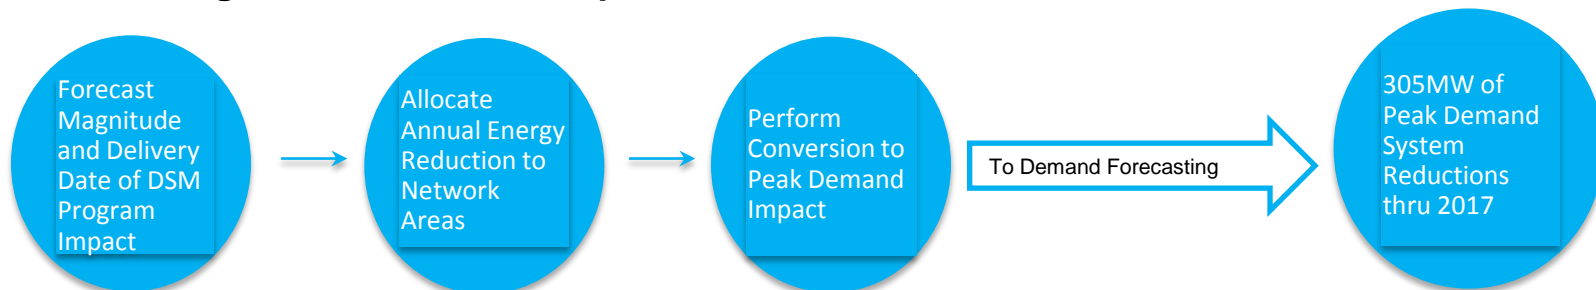 Forecast
Magnitude
and Delivery
Date of DSM
Program
Impact
Allocate
Annual Energy
Reduction to
Network
Areas
Perform
Conversion to
Peak Demand
Impact
To Demand Forecasting
305MW of
Peak Demand
System
Reductions
thru 2017